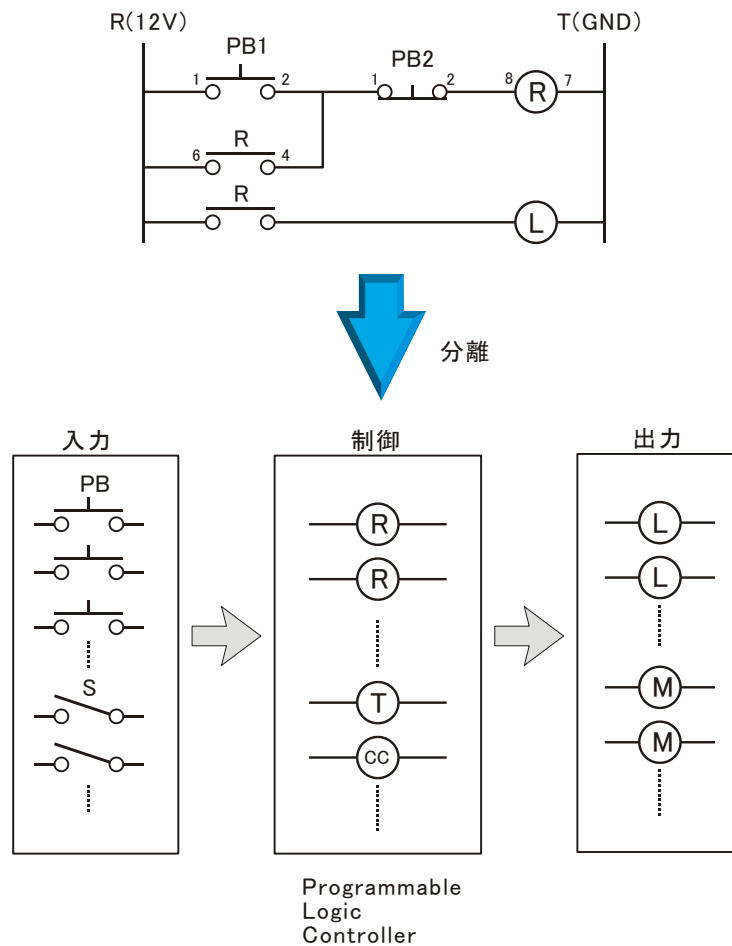 R(12V) T(GND)
PB1 PB2
1 2 1 2 8 R 7
R
6 4
R
L
分離
入力 制御 出力
PB
R L
R L
S
T M
CC M
Programmable
Logic
Controller